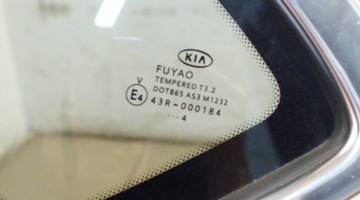 KIA
FUYAO
TEMPERED T3.2
V
DOT865 AS3 M1232
E4
43R-000184
...4